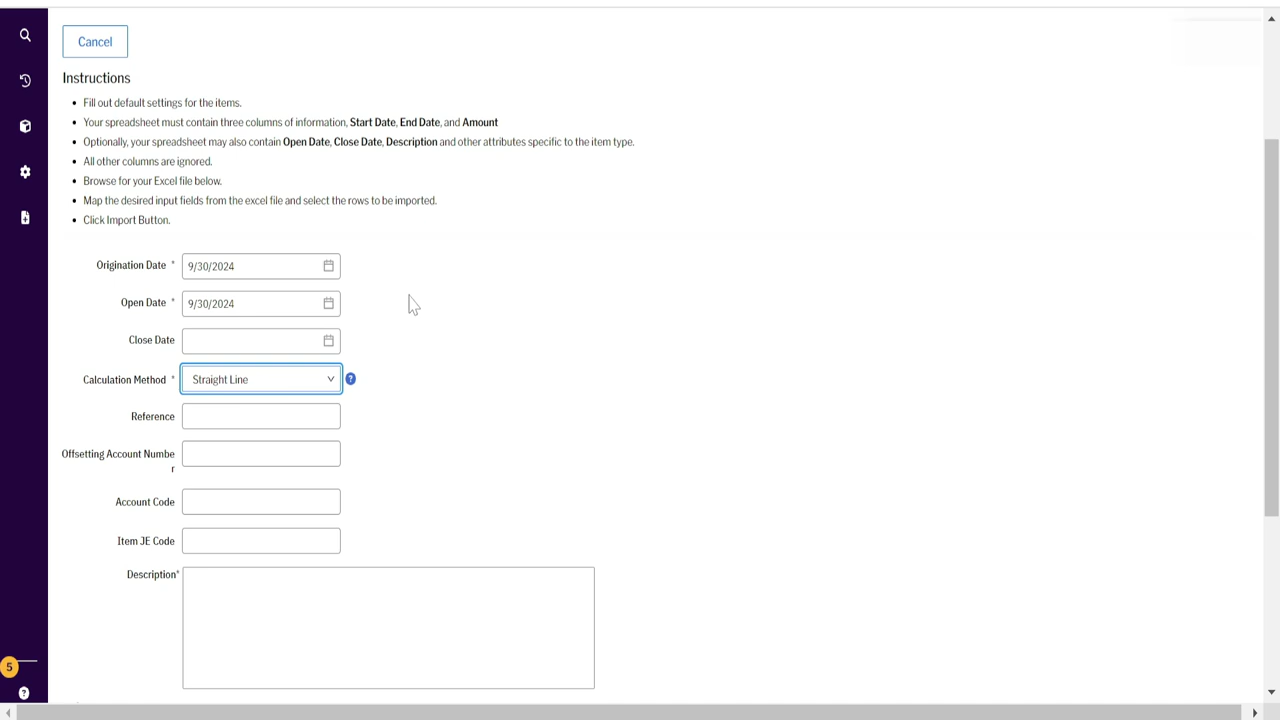 Cancel
Instructions
Fill out default settings for the items.
Your spreadsheet must contain three columns of information, Start Date, End Date, and Amount
Optionally, your spreadsheet may also contain Open Date, Close Date, Description and other attributes specific to the item type.
All other columns are ignored.
Browse for your Excel file below.
Map the desired input fields from the excel file and select the rows to be imported.
Click Import Button.
Origination Date * 9/30/2024
Open Date * 9/30/2024
Close Date
Calculation Method * Straight Line ?
Reference
Offsetting Account Numbe
r
Account Code
Item JE Code
Description*
5
?